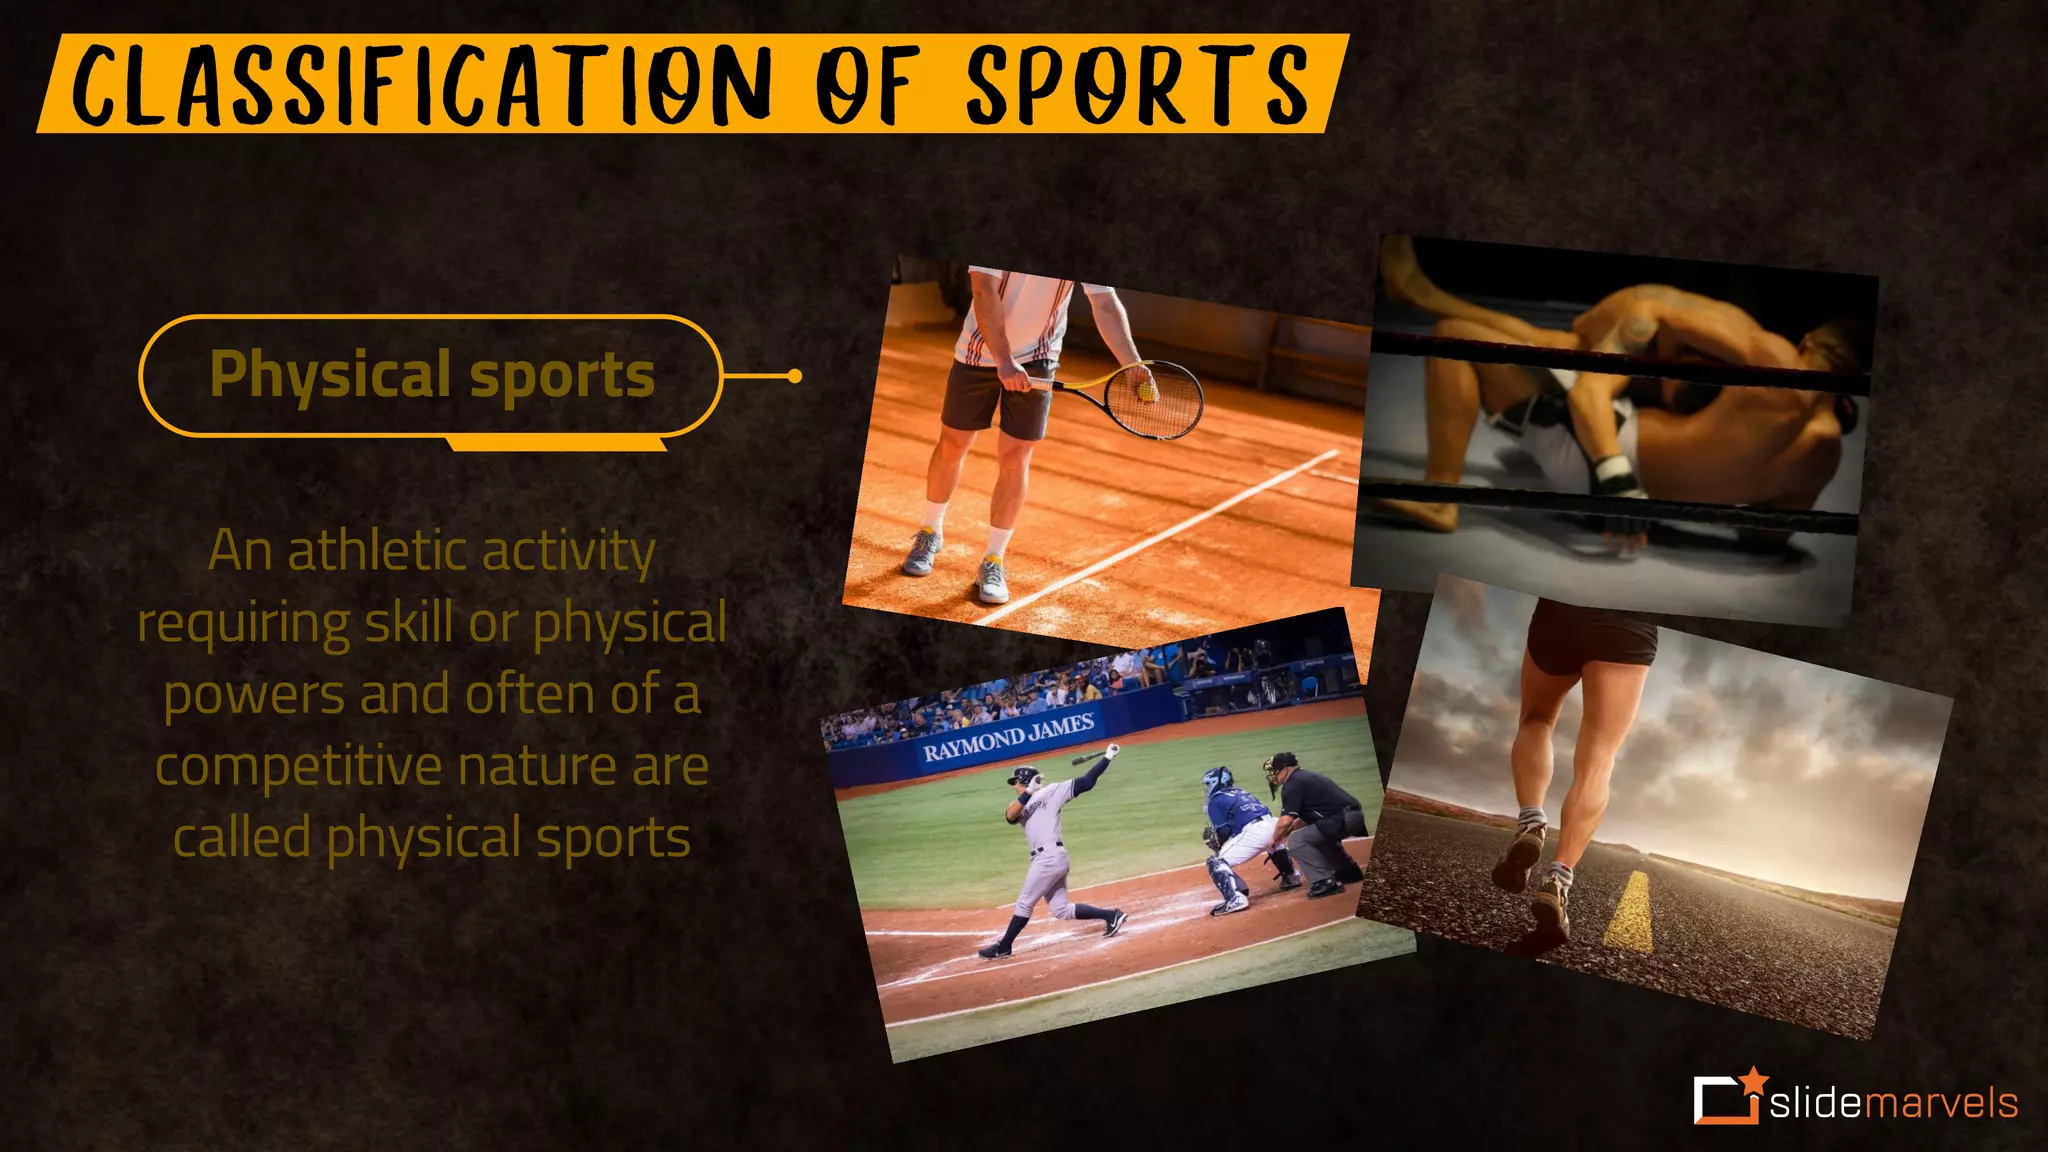 CLASSIFICATION OF SPORTS
Physical sports
An athletic activity
requiring skill or physical
powers and often of a
competitive nature are
called physical sports
RAYMOND JAMES
slidemarvels